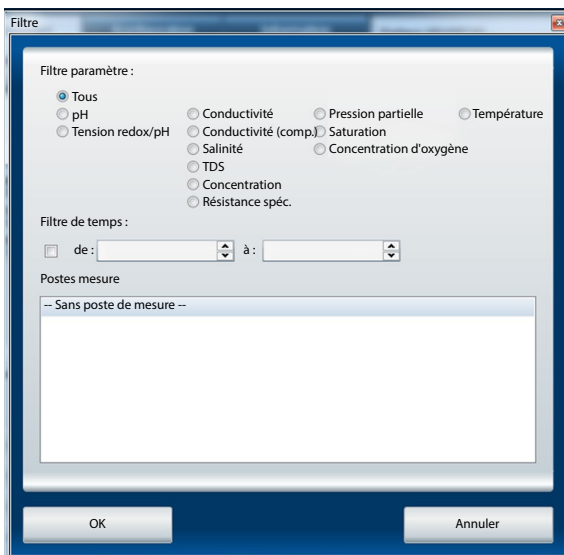 Filtre
Filtre paramètre :
Tous
pH
Conductivité
Pression partielle
Température
Tension redox/pH
Conductivité (comp.)
Saturation
Salinité
Concentration d'oxygène
TDS
Concentration
Résistance spéc.
Filtre de temps :
de :
à :
Postes mesure
-- Sans poste de mesure --
OK
Annuler